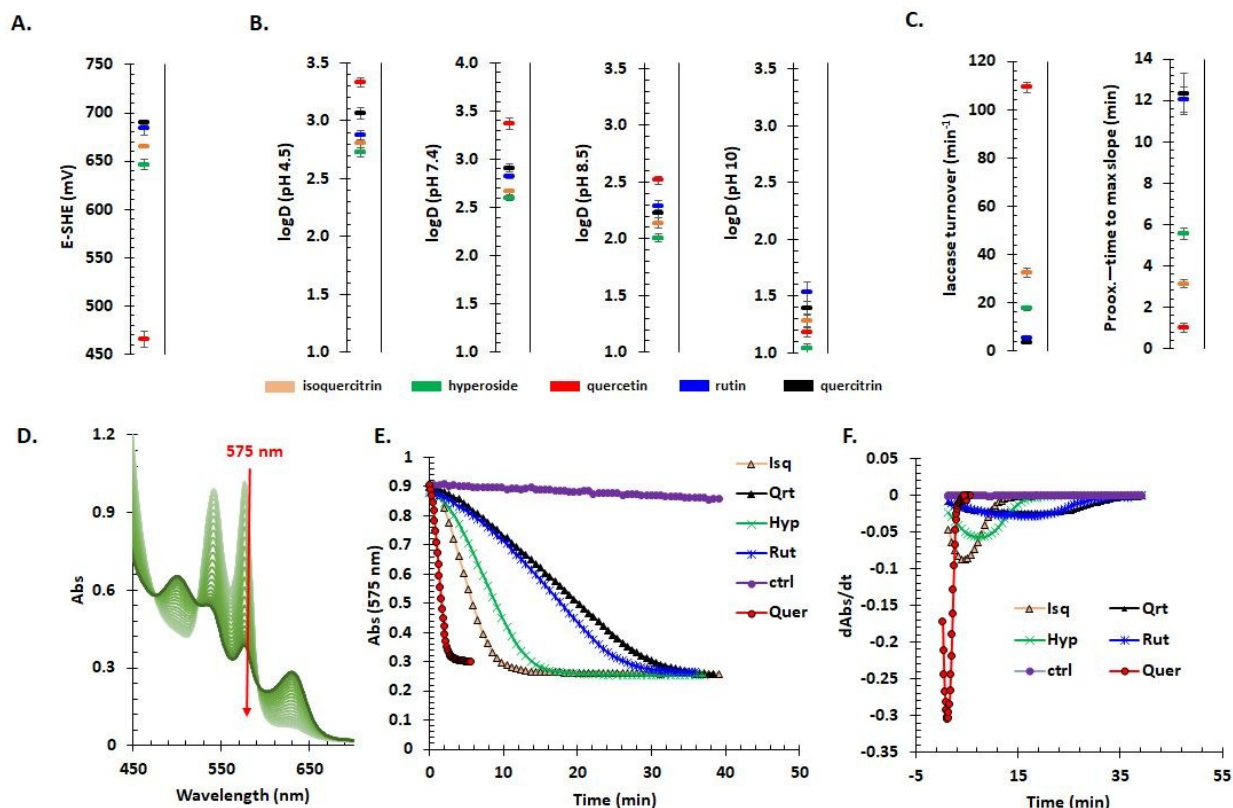 A.
B.
C.
E-SHE (mV)
750
700
650
600
550
500
450
logD (pH 4.5)
3.5
3.0
2.5
2.0
1.5
1.0
logD (pH 7.4)
4.0
3.5
3.0
2.5
2.0
1.5
1.0
logD (pH 8.5)
3.5
3.0
2.5
2.0
1.5
1.0
logD (pH 10)
3.5
3.0
2.5
2.0
1.5
1.0
laccase turnover (min-1)
120
100
80
60
40
20
0
Proox.—time to max slope (min)
14
12
10
8
6
4
2
0
isoquercitrin hyperoside quercetin rutin quercitrin
D.
575 nm
Abs
1.2
0.9
0.6
0.3
0
450 550 650
Wavelength (nm)
E.
Abs (575 nm)
1
0.9
0.8
0.7
0.6
0.5
0.4
0.3
0.2
0.1
0
0 10 20 30 40
Time (min)
Isq
Qrt
Hyp
Rut
ctrl
Quer
F.
dAbs/dt
0.05
0
-0.05
-0.1
-0.15
-0.2
-0.25
-0.3
-0.35
-5 15 35 55
Time (min)
Isq Qrt
Hyp Rut
ctrl Quer